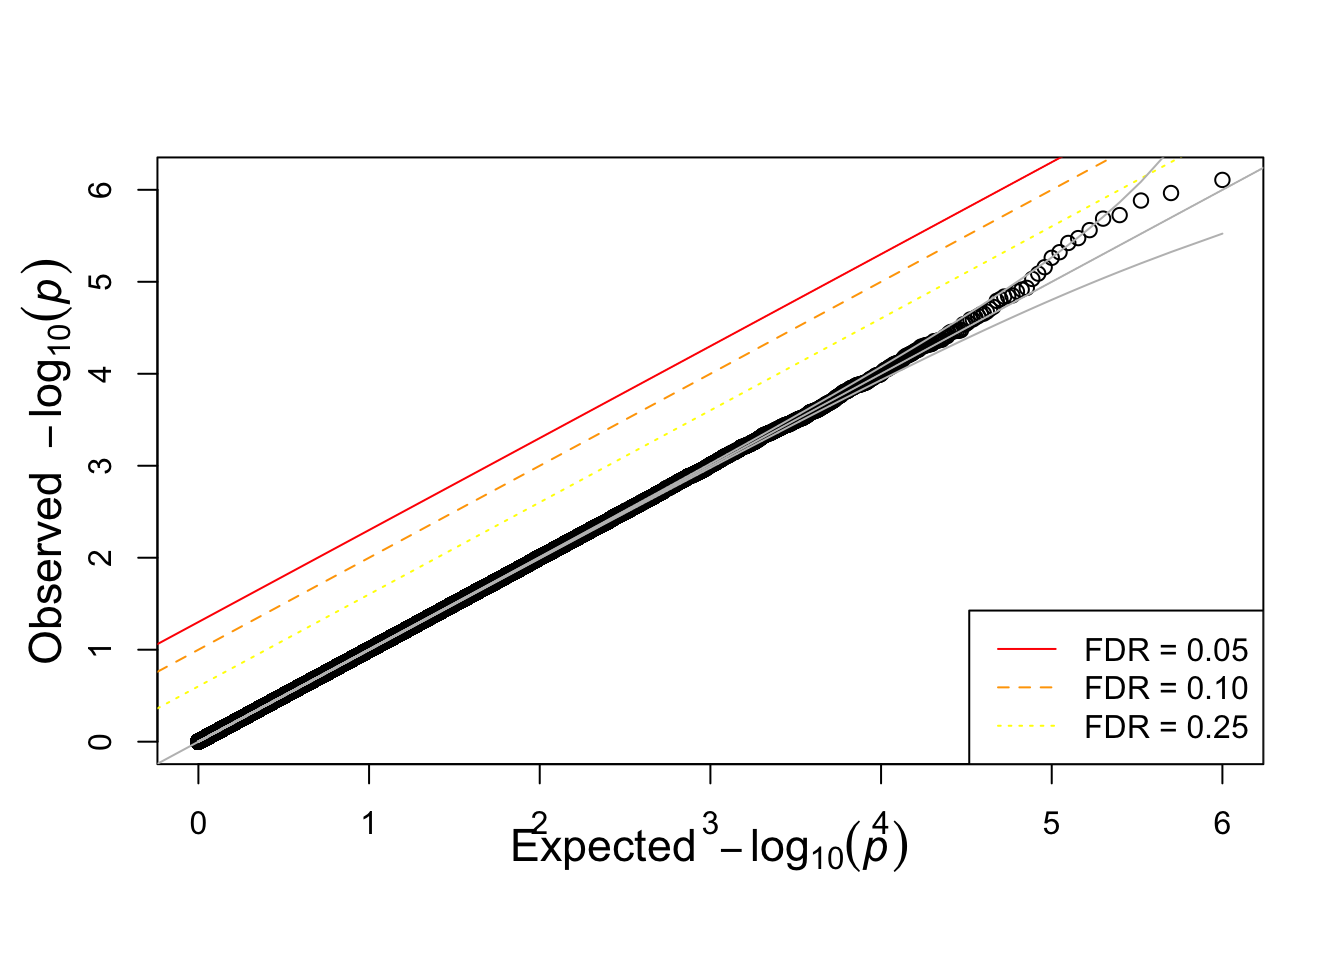 Observed −log₁₀(p)
6
5
4
3
2
1
0
FDR = 0.05
FDR = 0.10
FDR = 0.25
0 1 2 3 4 5 6
Expected −log₁₀(p)